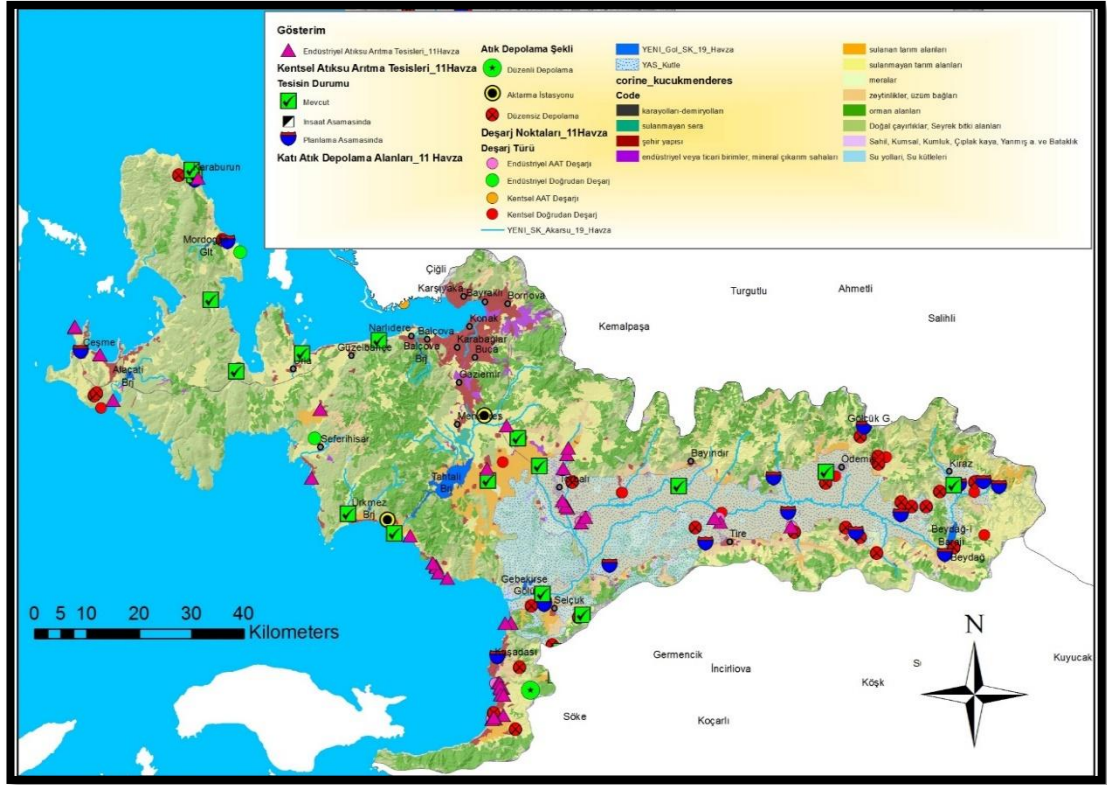 Gösterim
Endüstriyel Atıksu Arıtma Tesisleri_11Havza
Kentsel Atıksu Arıtma Tesisleri_11Havza
Tesisin Durumu
Mevcut
Insaat Asamasinda
Planlama Asamasinda
Katı Atık Depolama Alanları_11 Havza
Atık Depolama Şekli
Düzenli Depolama
Aktarma İstasyonu
Düzensiz Depolama
Deşarj Noktaları_11Havza
Deşarj Türü
Endüstriyel AAT Deşarjı
Endüstriyel Doğrudan Deşarj
Kentsel AAT Deşarjı
Kentsel Doğrudan Deşarj
YENI_SK_Akarsu_19_Havza
YENI_Gol_SK_19_Havza
YAS_Kutle
corine_kucukmenderes
Code
karayolları-demiryolları
sulanmayan sera
şehir yapısı
endüstriyel veya ticari birimler, mineral çıkarım sahaları
sulanan tarım alanları
sulanmayan tarım alanları
meralar
zeytinlikler, üzüm bağları
orman alanları
Doğal çayırlıklar, Seyrek bitki alanları
Sahil, Kumsal, Kumluk, Çıplak kaya, Yanmış a. ve Bataklık
Su yolları, Su kütleleri
Karaburun
Mordoğan
Glt
Çiğli
Karşıyaka
Bayraklı
Bornova
Turgutlu
Ahmetli
Salihli
Kemalpaşa
Konak
Narlıdere
Balçova
Balçova
Brj
Karabağlar
Buca
Güzelbahçe
Gaziemir
Çeşme
Alaçatı
Brj
Urla
Menderes
Seferihisar
Tahtalı
Brj
Ürkmez
Brj
Torbalı
Bayındır
Gölcük G.
Ödemiş
Kiraz
Tire
Beydağ-1
Barajı
Beydağ
Gebekirse
Gölü
Selçuk
Kuşadası
Germencik
İncirliova
Kuyucak
Köşk
Söke
Koçarlı
N
0 5 10 20 30 40
Kilometers